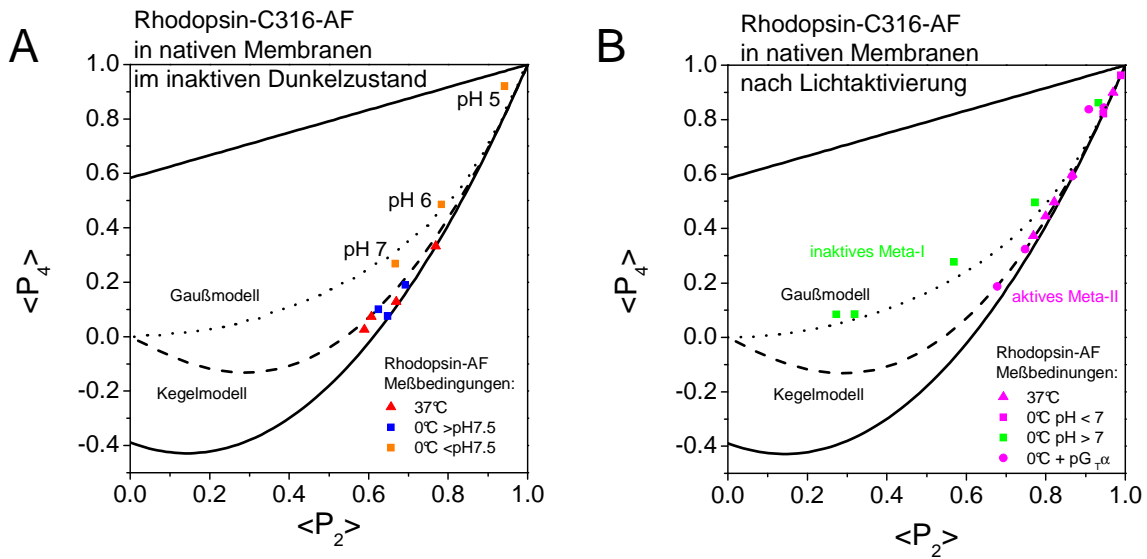 A
Rhodopsin-C316-AF
in nativen Membranen
im inaktiven Dunkelzustand
1.0
0.8
0.6
0.4
0.2
0.0
-0.2
-0.4
<P4>
pH 5
pH 6
pH 7
Gaußmodell
Kegelmodell
Rhodopsin-AF
Meßbedingungen:
37°C
0°C >pH7.5
0°C <pH7.5
0.0 0.2 0.4 0.6 0.8 1.0
<P2>
B
Rhodopsin-C316-AF
in nativen Membranen
nach Lichtaktivierung
1.0
0.8
0.6
0.4
0.2
0.0
-0.2
-0.4
<P4>
inaktives Meta-I
Gaußmodell
aktives Meta-II
Kegelmodell
Rhodopsin-AF
Meßbedinungen:
37°C
0°C pH < 7
0°C pH > 7
0°C + pGTα
0.0 0.2 0.4 0.6 0.8 1.0
<P2>